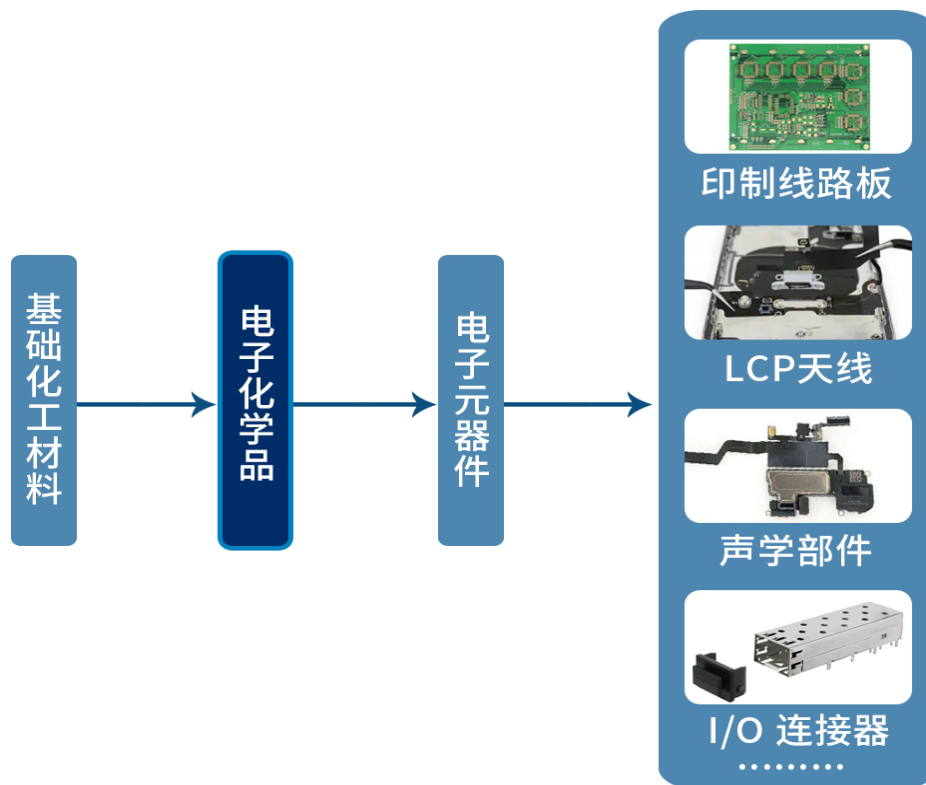 基础化工材料
电子化学品
电子元器件
印制线路板
LCP天线
声学部件
I/O 连接器
………